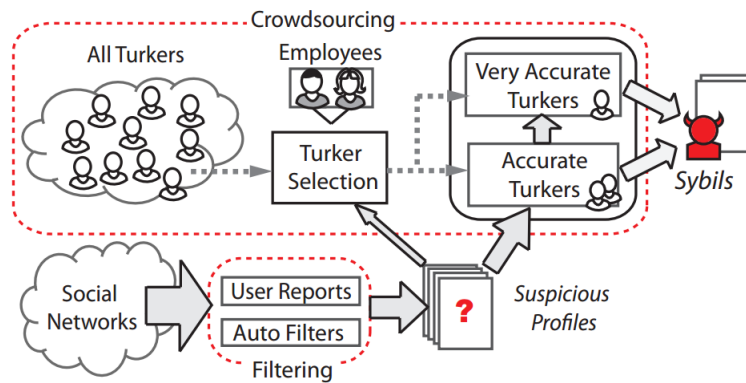 Crowdsourcing
All Turkers
Employees
Turker
Selection
Very Accurate
Turkers
Accurate
Turkers
Sybils
Social
Networks
User Reports
Auto Filters
Filtering
?
Suspicious
Profiles